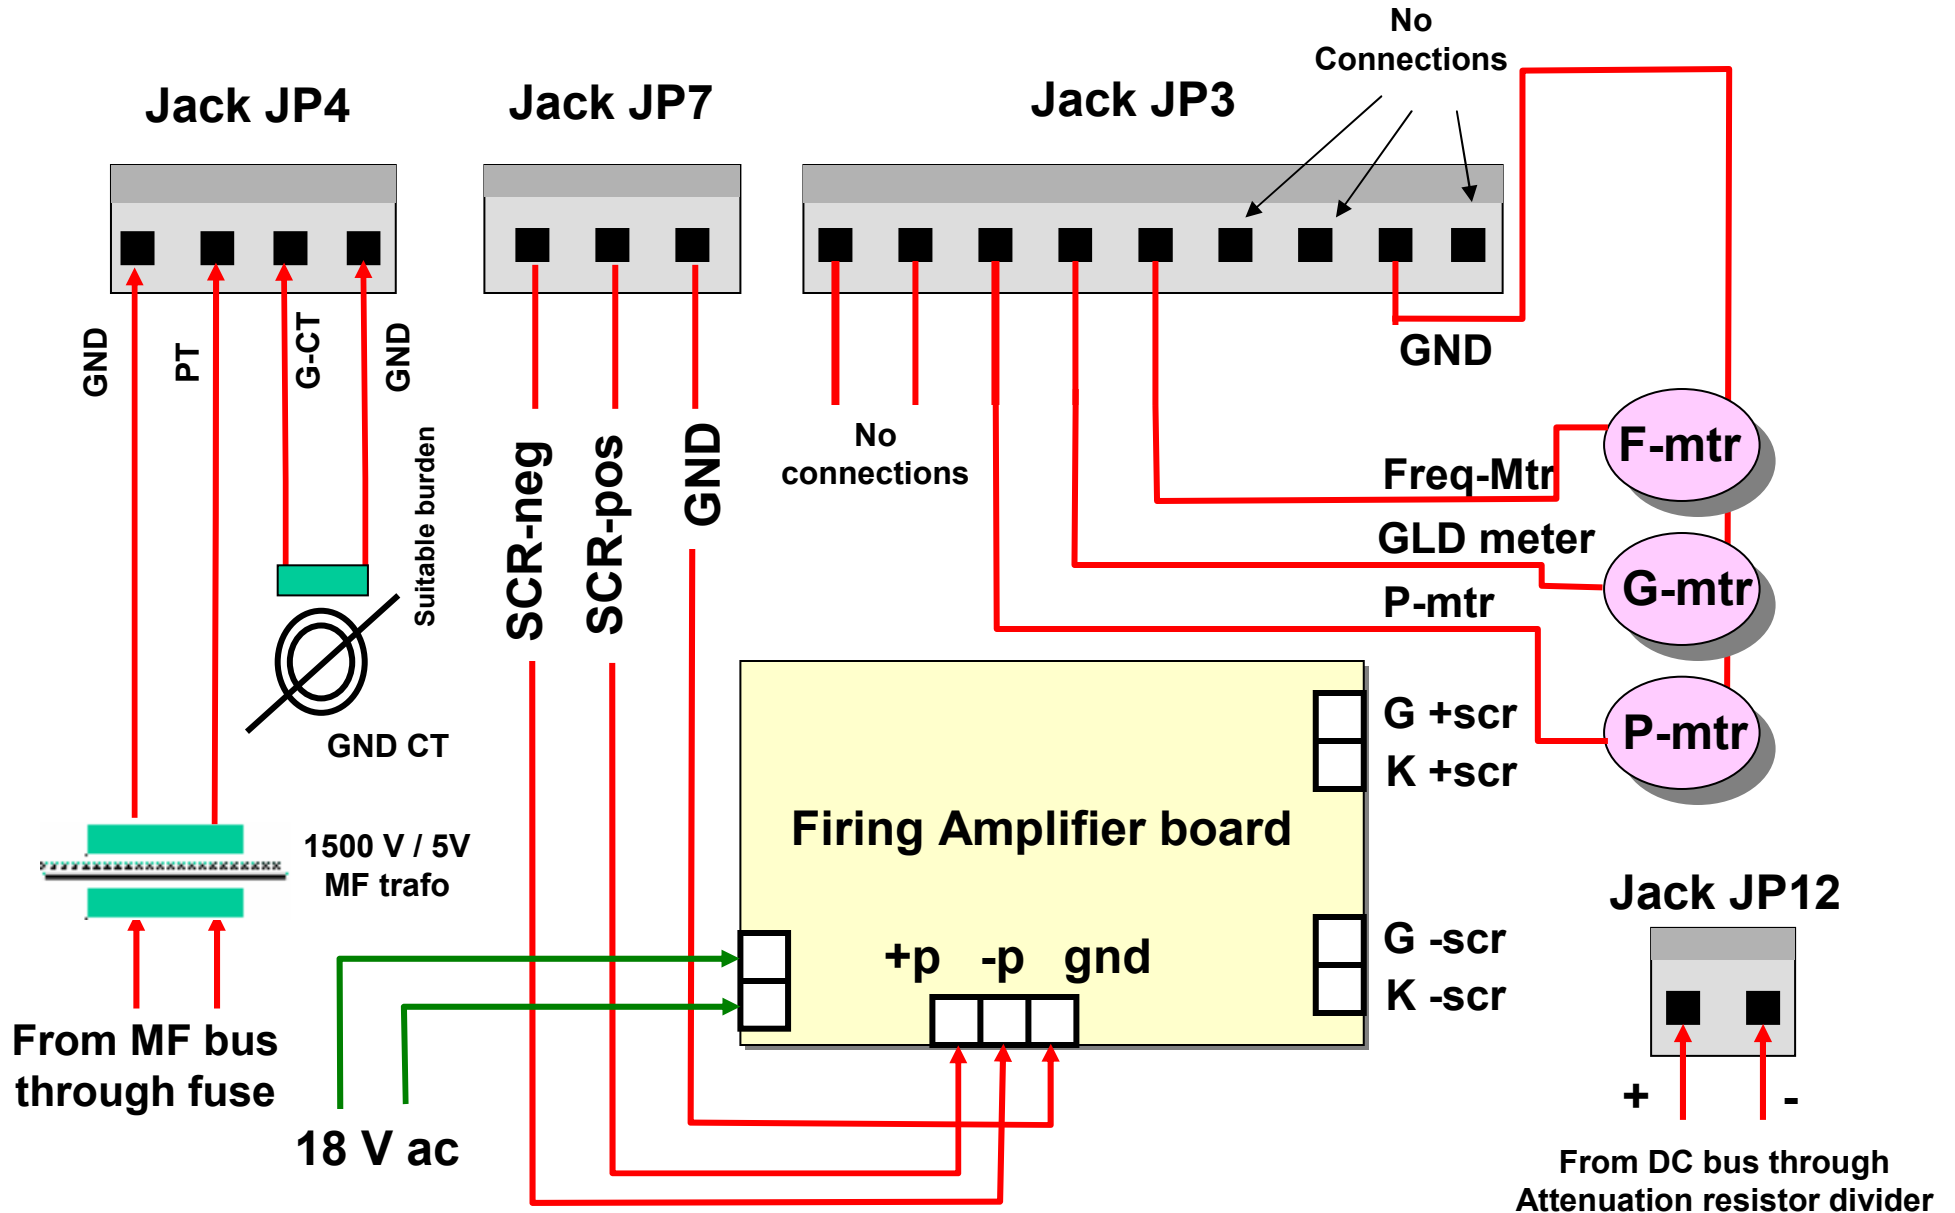 No
Connections
Jack JP4
Jack JP7
Jack JP3
GND
PT
G-CT
GND
GND
Suitable burden
SCR-neg
SCR-pos
GND
No
connections
Freq-Mtr
F-mtr
GLD meter
G-mtr
P-mtr
P-mtr
GND CT
G +scr
K +scr
Firing Amplifier board
1500 V / 5V
MF trafo
Jack JP12
+p -p gnd
G -scr
K -scr
From MF bus
through fuse
18 V ac
+ -
From DC bus through
Attenuation resistor divider